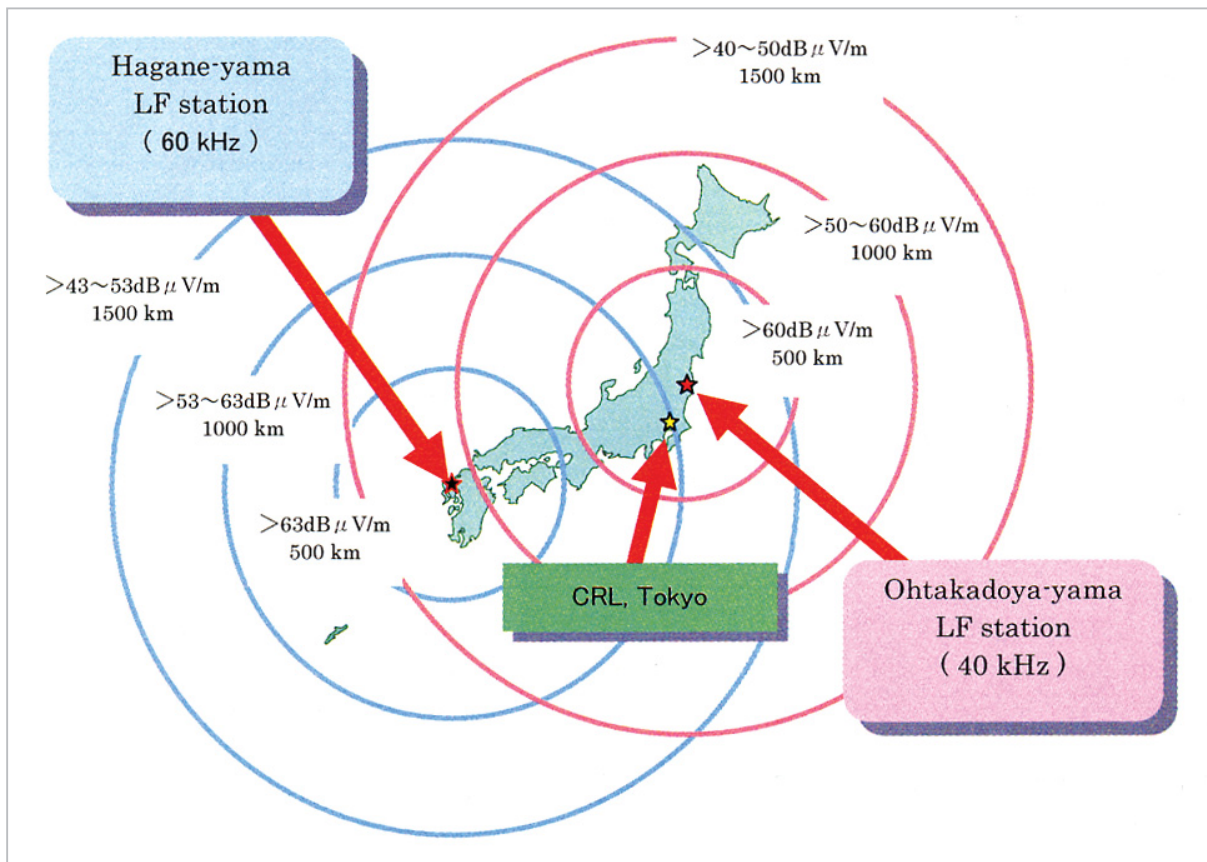 Hagane-yama
LF station
( 60 kHz )
>40~50dBμV/m
1500 km
>50~60dBμV/m
1000 km
>43~53dBμV/m
1500 km
>60dBμV/m
500 km
>53~63dBμV/m
1000 km
>63dBμV/m
500 km
CRL, Tokyo
Ohtakadoya-yama
LF station
( 40 kHz )